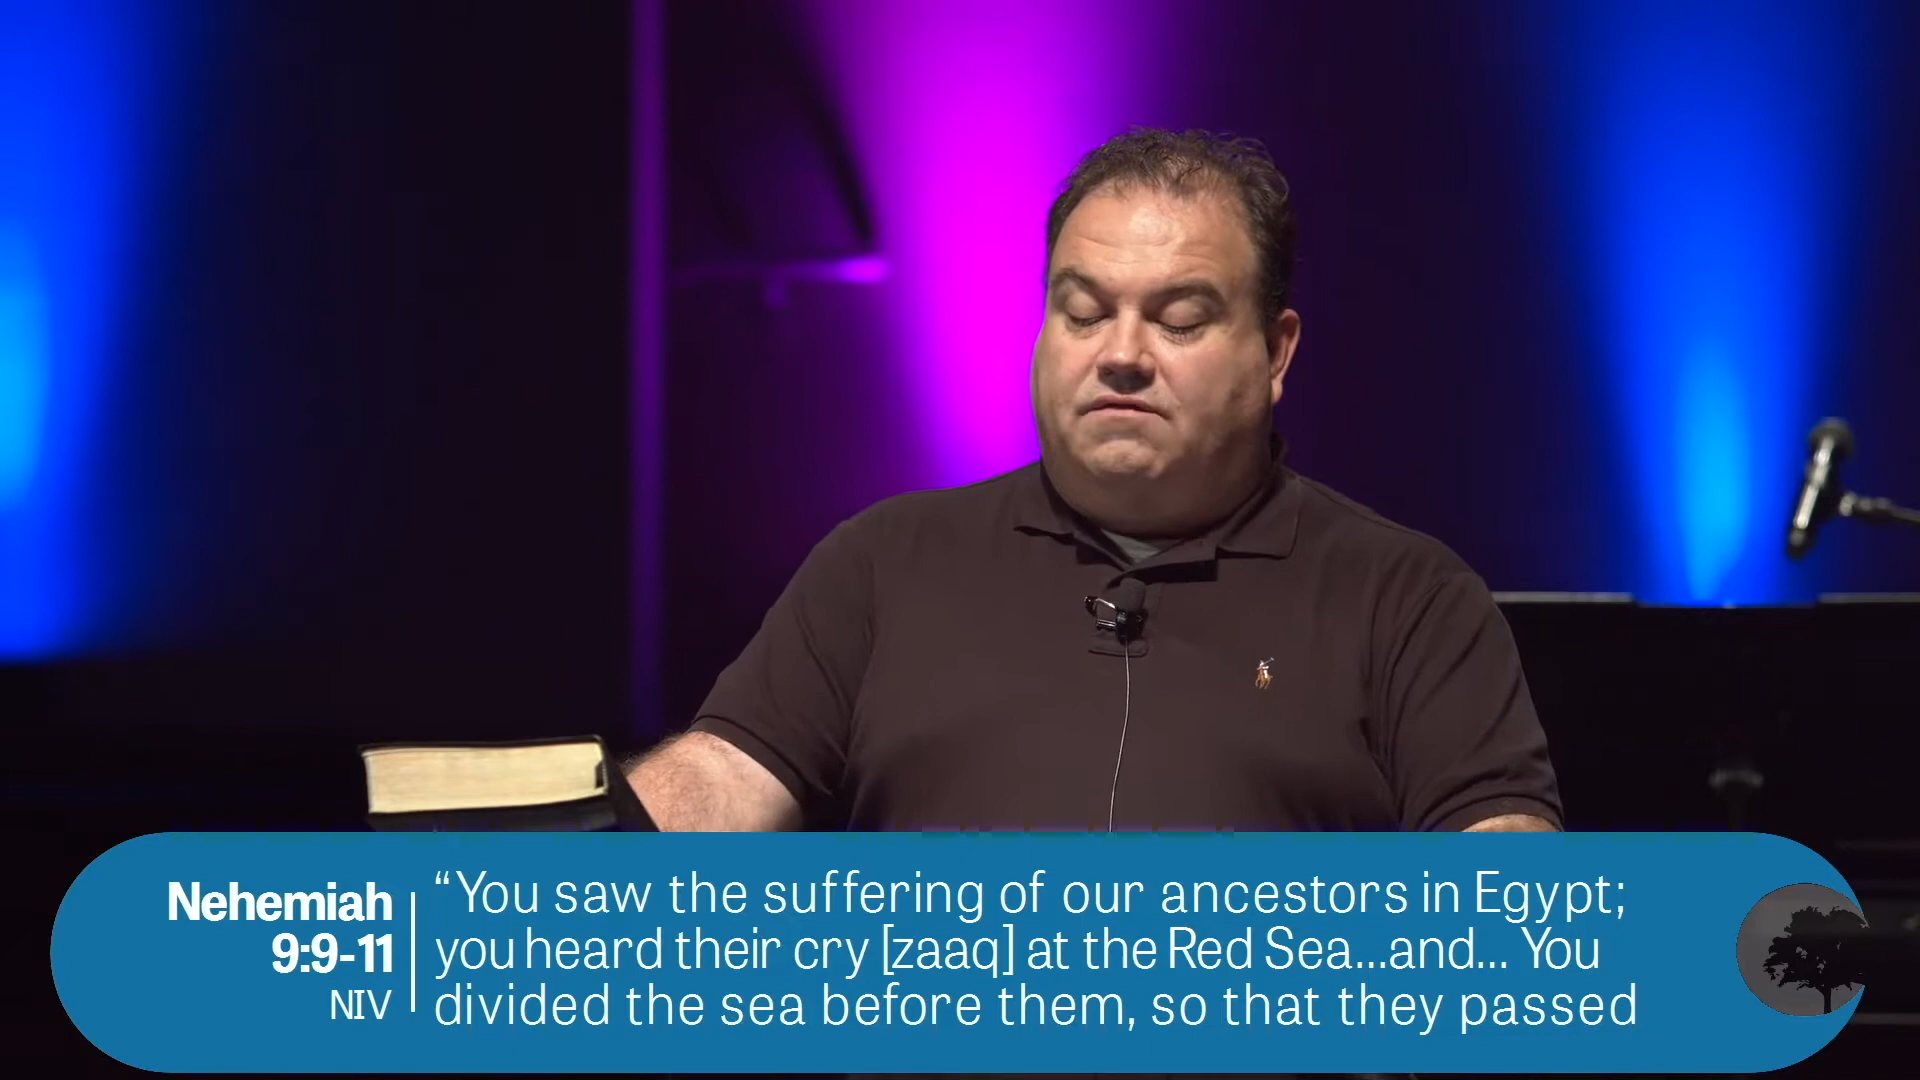 Nehemiah
9:9-11
NIV
“You saw the suffering of our ancestors in Egypt;
you heard their cry [zaaq] at the Red Sea...and... You
divided the sea before them, so that they passed